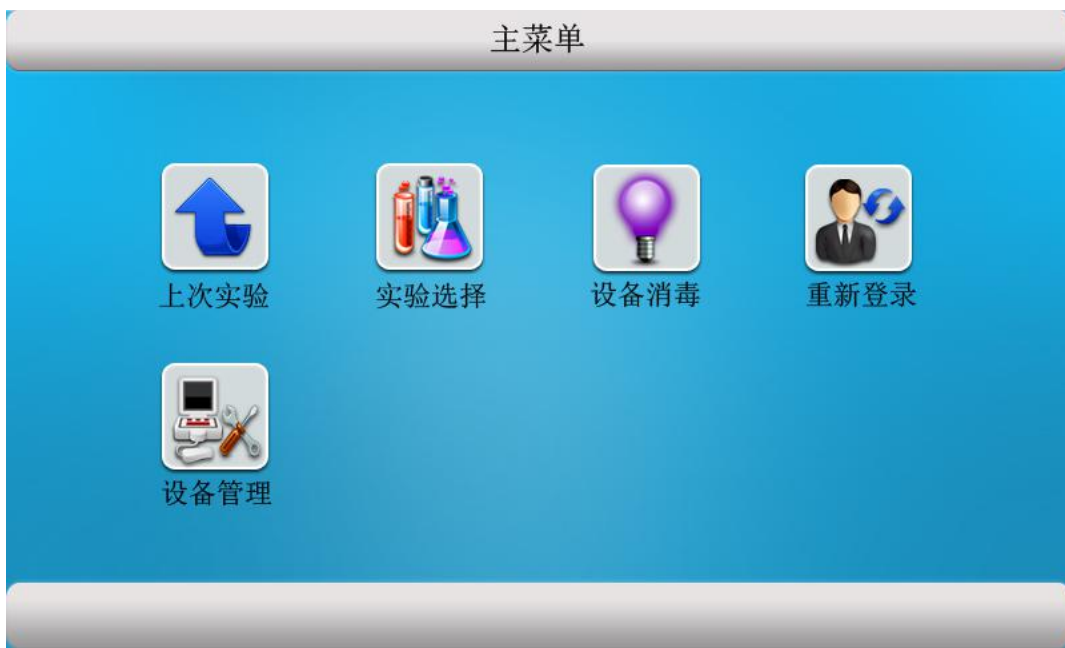 主菜单
上次实验
实验选择
设备消毒
重新登录
设备管理